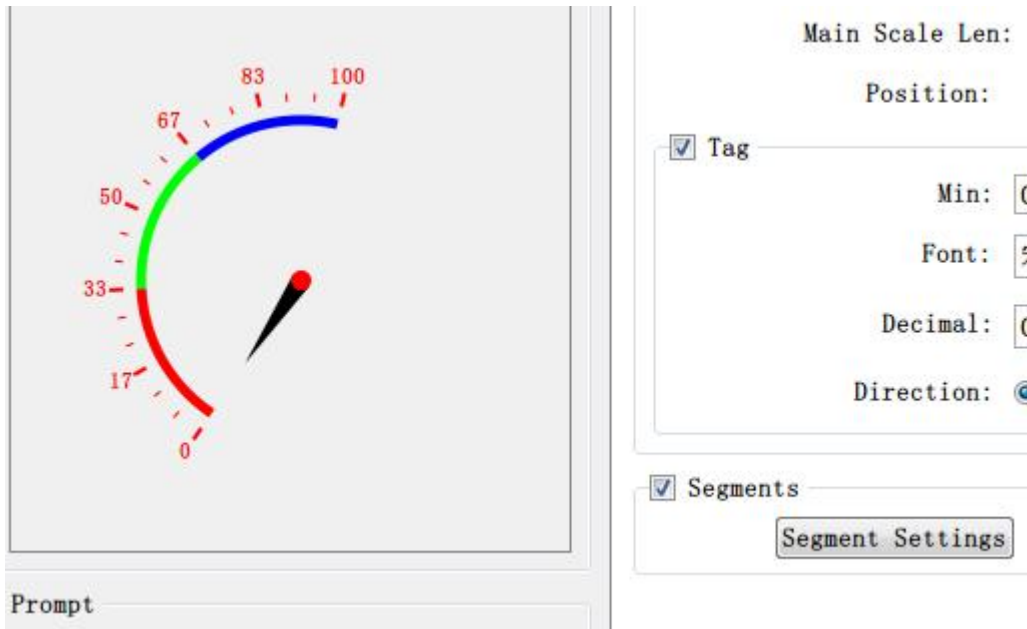 83
100
67
50
33
17
0
Main Scale Len:
Position:
Tag
Min:
Font:
Decimal:
Direction:
Segments
Segment Settings
Prompt